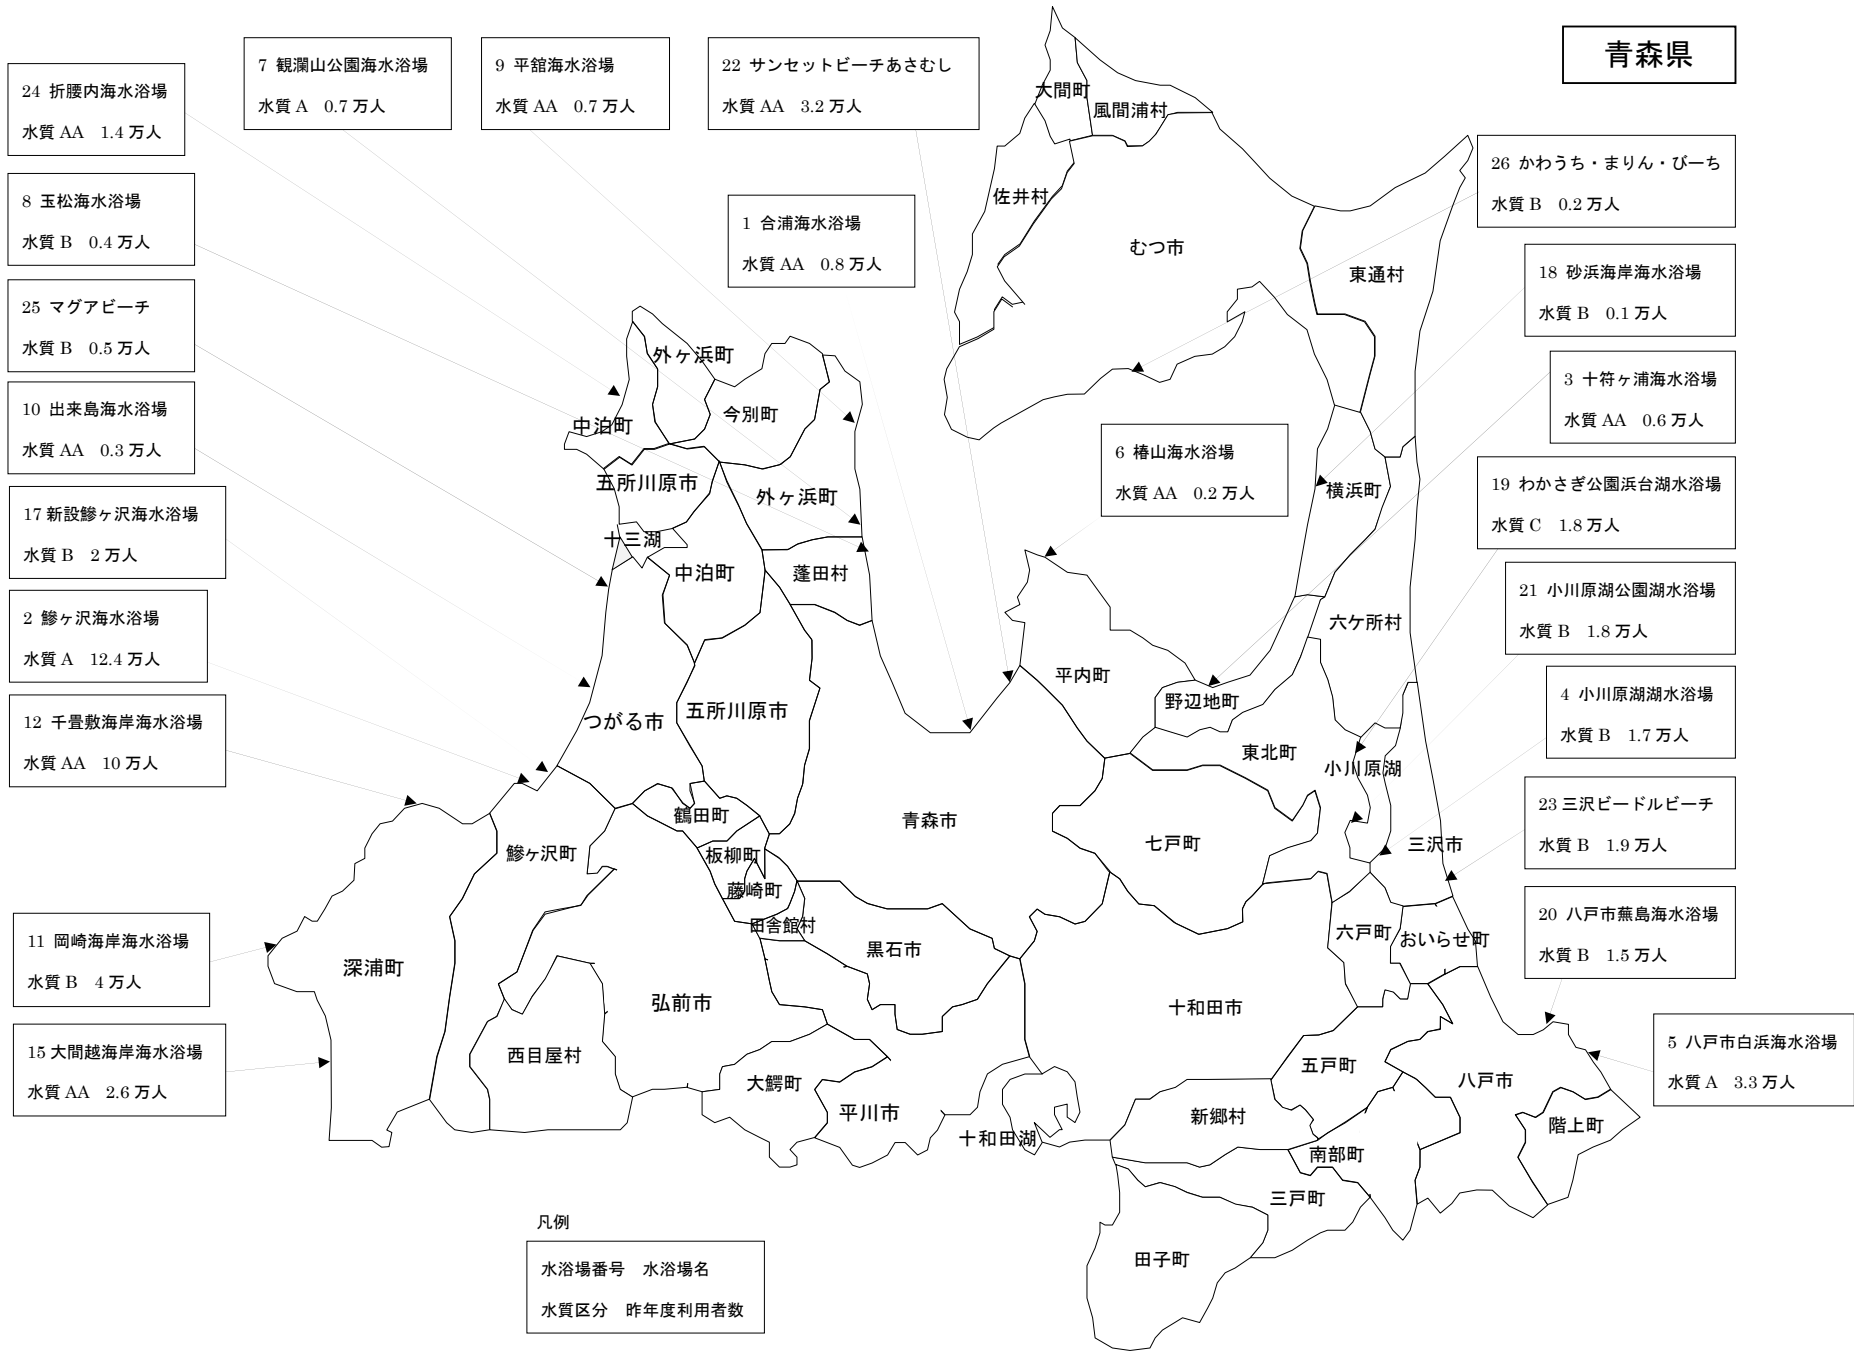 青森県
24 折腰内海水浴場
水質 AA 1.4 万人
7 観瀾山公園海水浴場
水質 A 0.7 万人
9 平舘海水浴場
水質 AA 0.7 万人
22 サンセットビーチあさむし
水質 AA 3.2 万人
8 玉松海水浴場
水質 B 0.4 万人
1 合浦海水浴場
水質 AA 0.8 万人
26 かわうち・まりん・びーち
水質 B 0.2 万人
25 マグアビーチ
水質 B 0.5 万人
18 砂浜海岸海水浴場
水質 B 0.1 万人
10 出来島海水浴場
水質 AA 0.3 万人
3 十符ヶ浦海水浴場
水質 AA 0.6 万人
17 新設鰺ヶ沢海水浴場
水質 B 2 万人
6 椿山海水浴場
水質 AA 0.2 万人
19 わかさぎ公園浜台湖水浴場
水質 C 1.8 万人
2 鰺ヶ沢海水浴場
水質 A 12.4 万人
21 小川原湖公園湖水浴場
水質 B 1.8 万人
12 千畳敷海岸海水浴場
水質 AA 10 万人
4 小川原湖湖水浴場
水質 B 1.7 万人
23 三沢ビードルビーチ
水質 B 1.9 万人
11 岡崎海岸海水浴場
水質 B 4 万人
20 八戸市蕪島海水浴場
水質 B 1.5 万人
15 大間越海岸海水浴場
水質 AA 2.6 万人
5 八戸市白浜海水浴場
水質 A 3.3 万人
大間町
風間浦村
佐井村
むつ市
東通村
外ヶ浜町
今別町
中泊町
五所川原市
外ヶ浜町
横浜町
十三湖
中泊町
蓬田村
六ケ所村
平内町
野辺地町
つがる市
五所川原市
東北町
小川原湖
鶴田町
青森市
七戸町
三沢市
鰺ヶ沢町
板柳町
藤崎町
田舎館村
六戸町
おいらせ町
黒石市
深浦町
弘前市
十和田市
西目屋村
五戸町
八戸市
大鰐町
平川市
新郷村
階上町
十和田湖
南部町
三戸町
田子町
凡例
水浴場番号 水浴場名
水質区分 昨年度利用者数